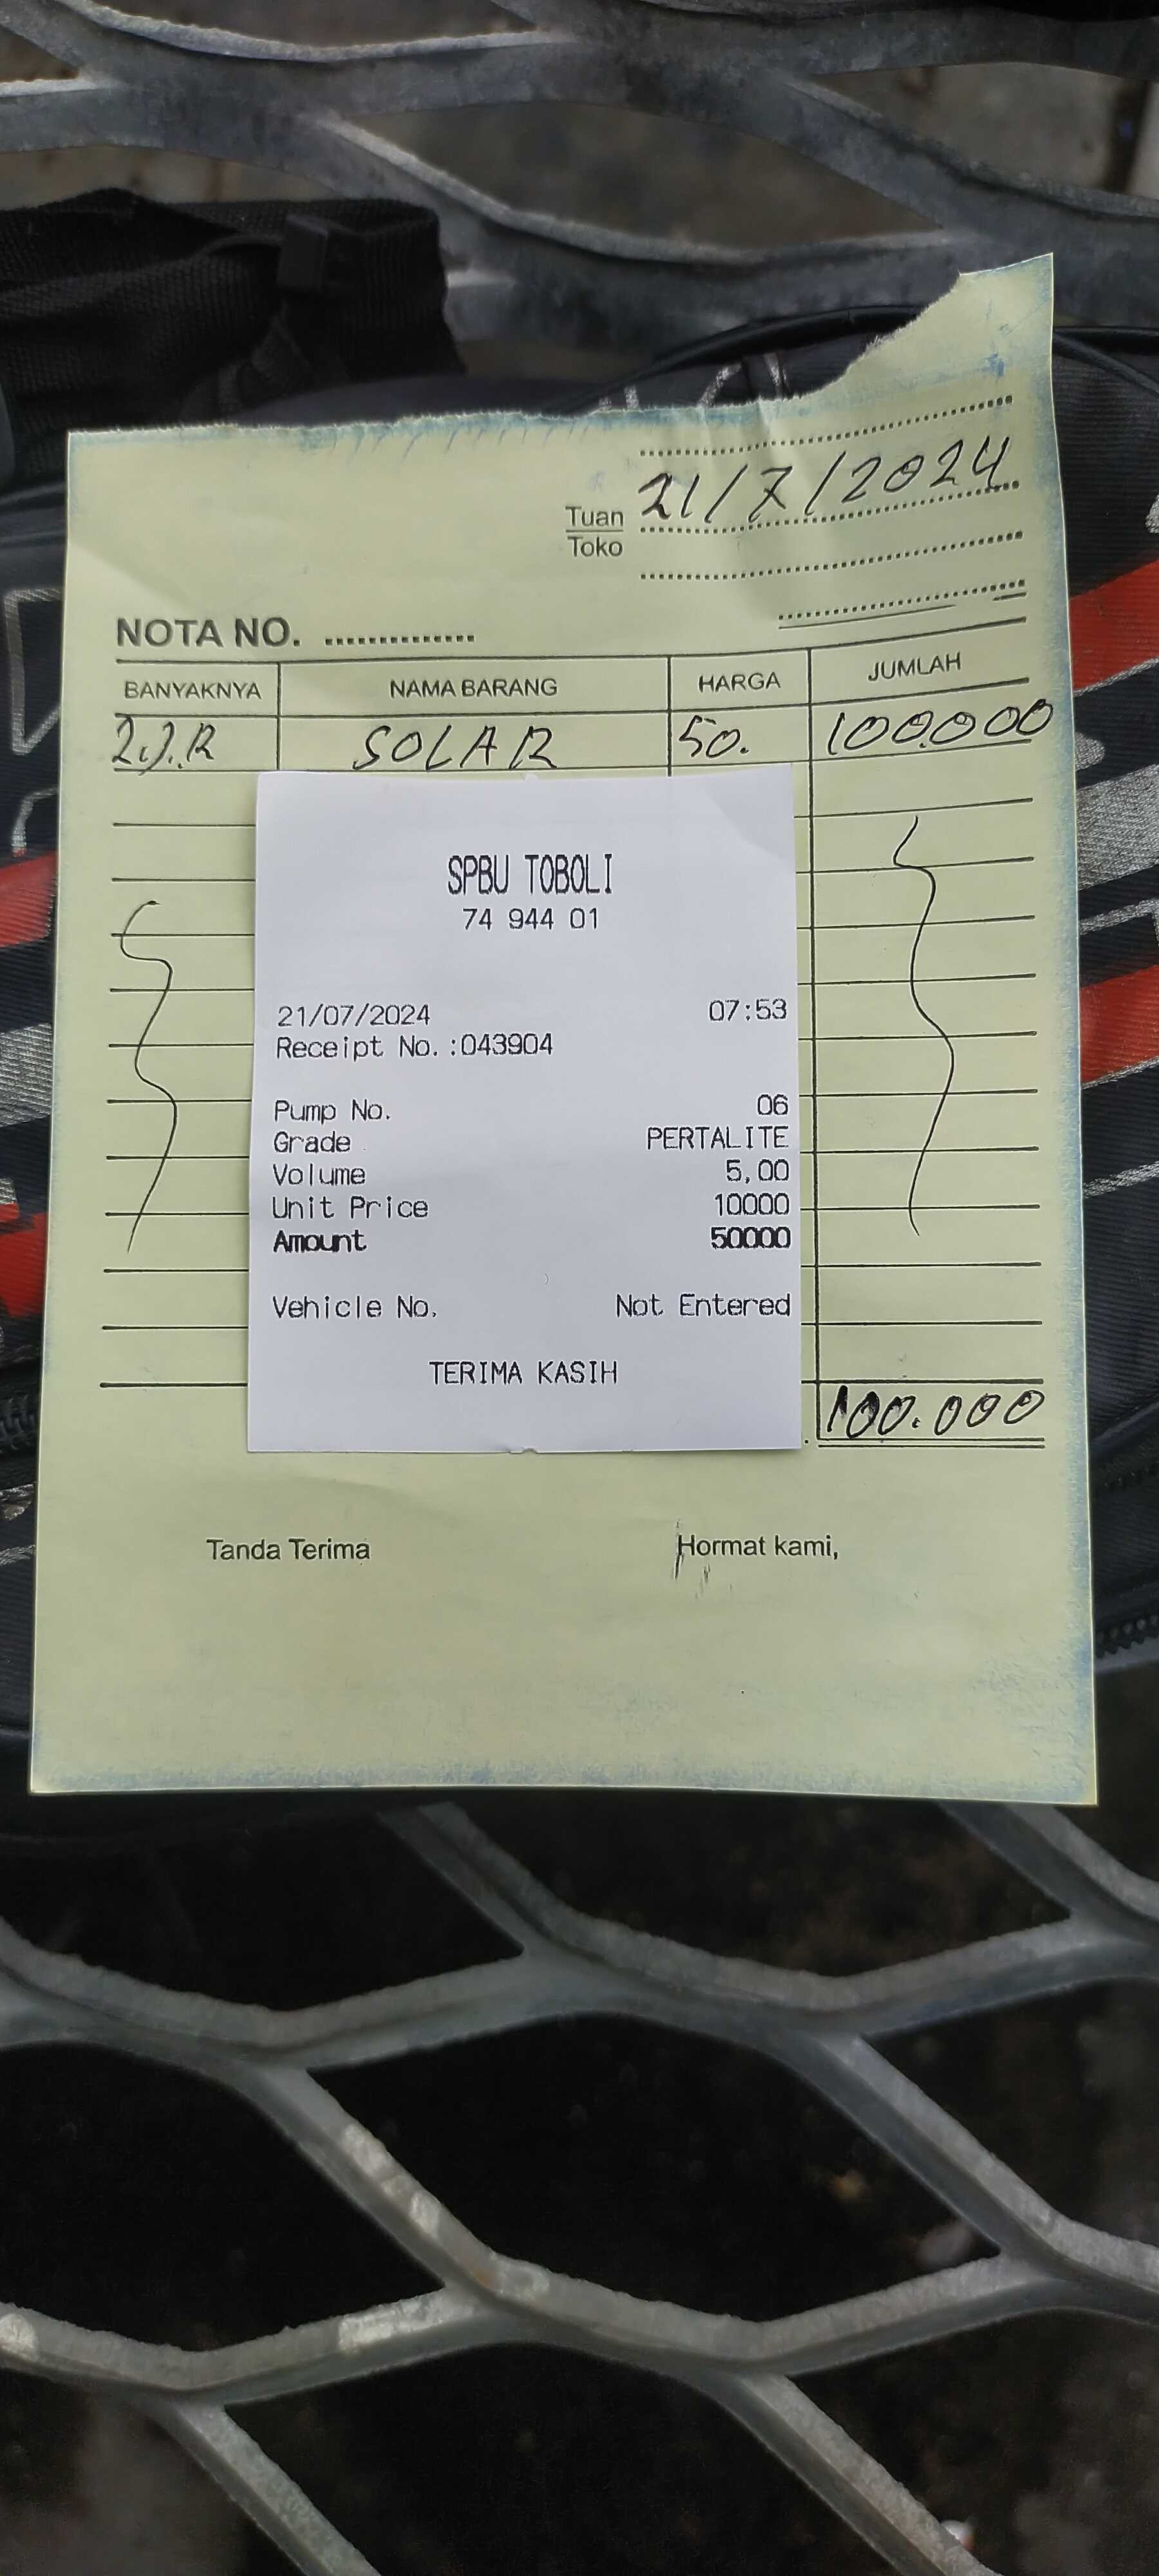 21/7/2024
Tuan
Toko
NOTA NO. ..............
BANYAKNYA NAMA BARANG HARGA JUMLAH
2.J.R SOLAR 50. 100.000
SPBU TOBOLI
74 944 01
21/07/2024 07:53
Receipt No.:043904
Pump No. 06
Grade PERTALITE
Volume 5,00
Unit Price 10000
Amount 50000
Vehicle No. Not Entered
TERIMA KASIH
100.000
Tanda Terima Hormat kami,